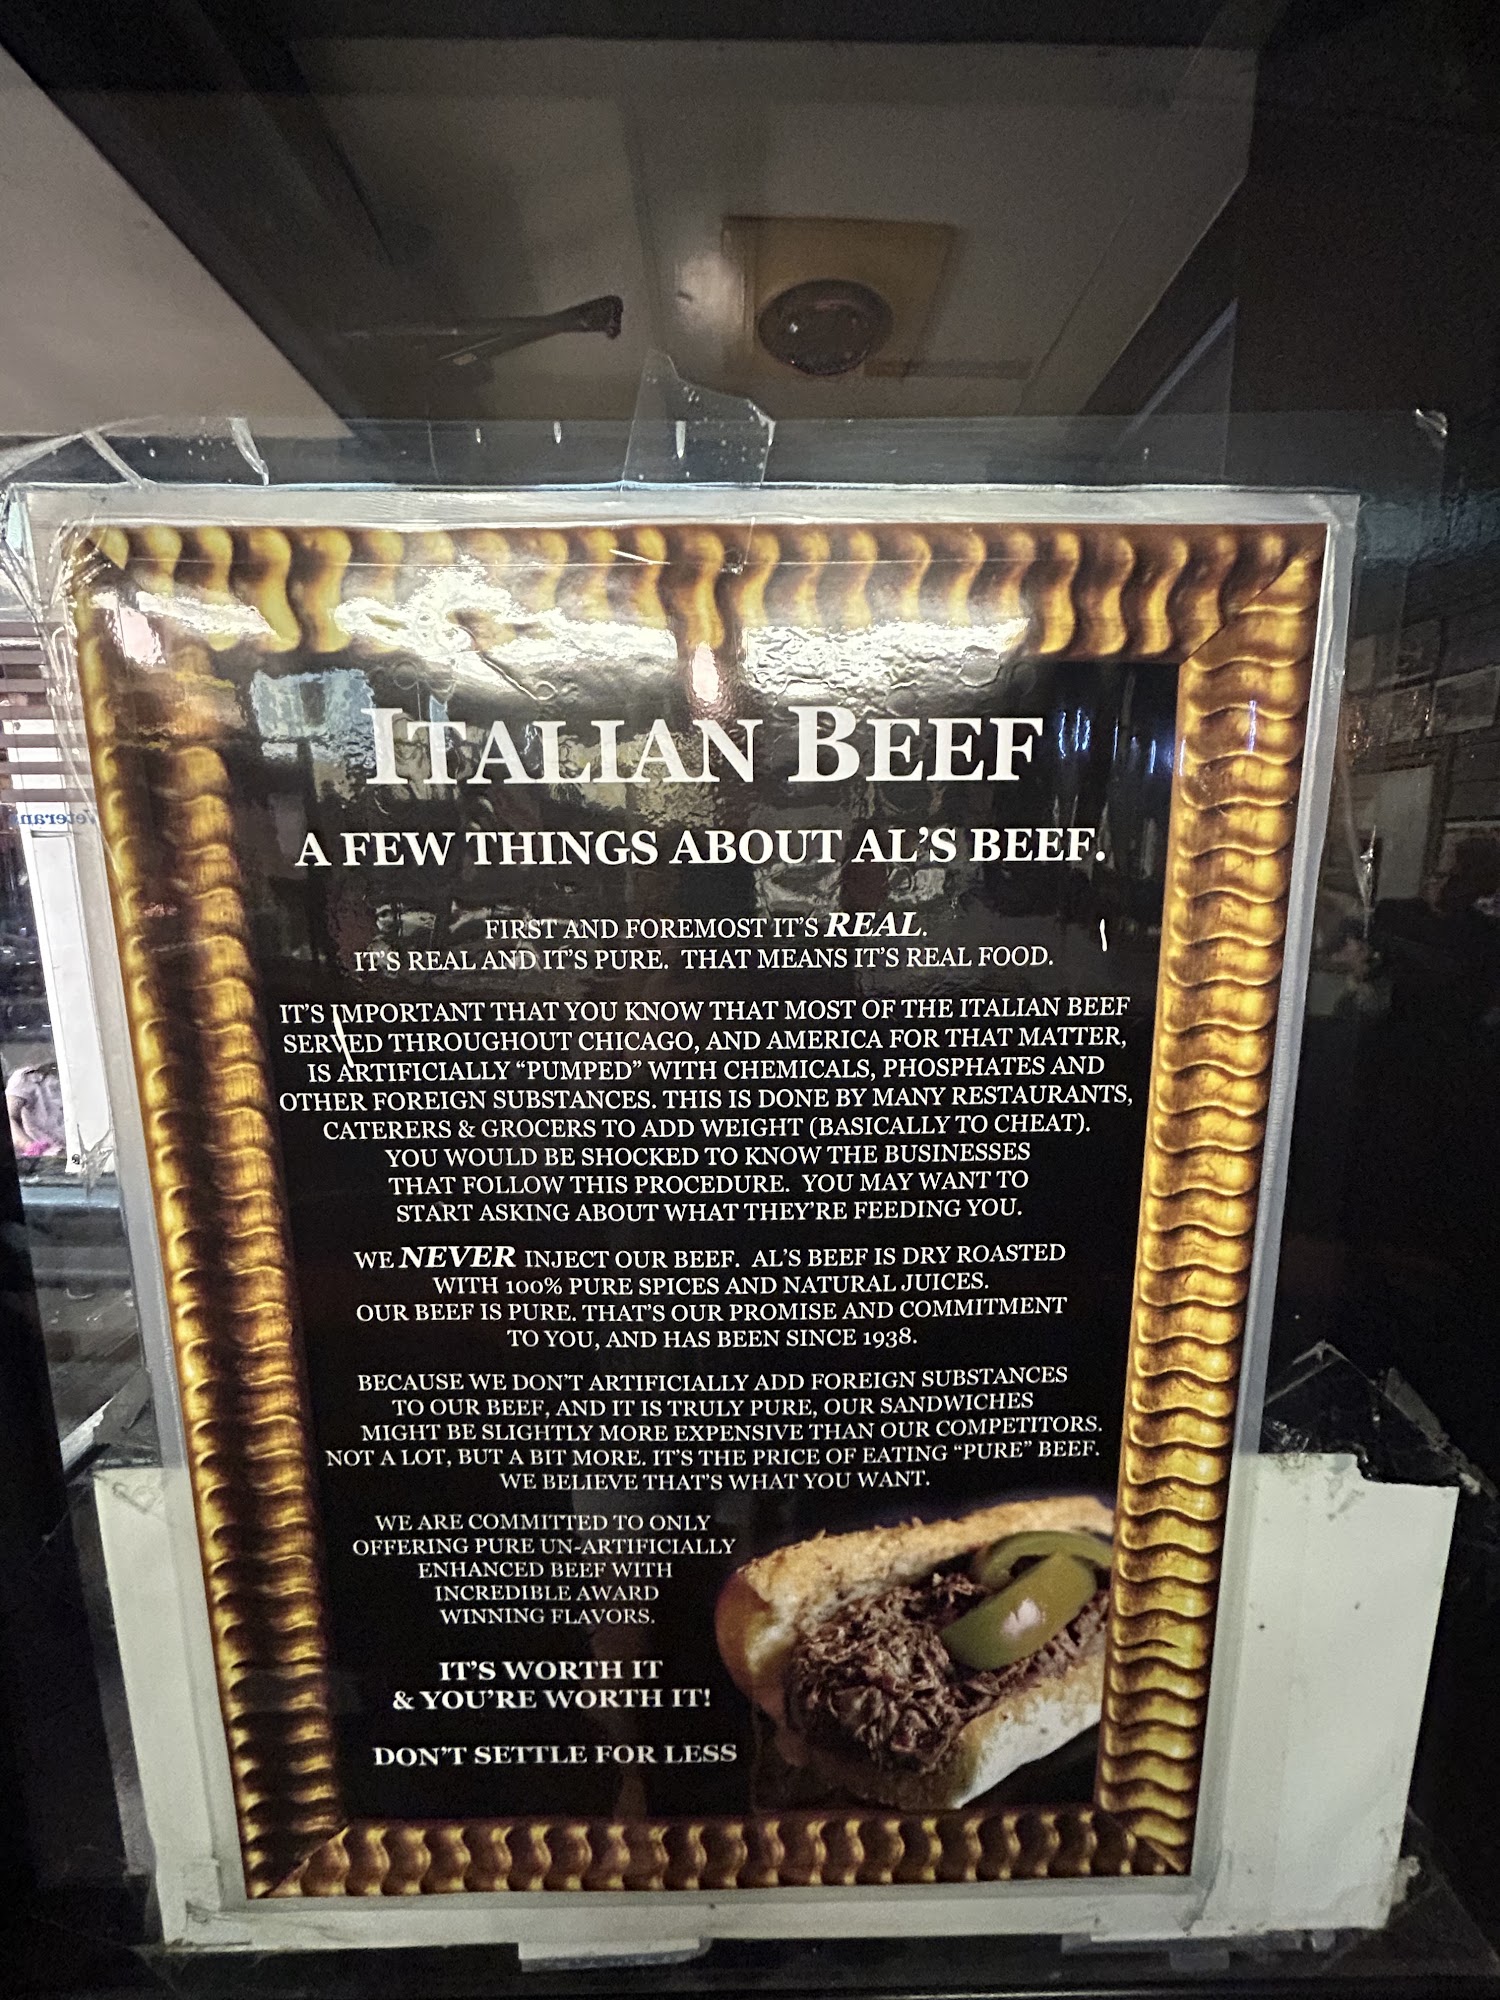 ITALIAN BEEF
A FEW THINGS ABOUT AL'S BEEF.
FIRST AND FOREMOST IT'S REAL.
IT'S REAL AND IT'S PURE. THAT MEANS IT'S REAL FOOD.
IT'S IMPORTANT THAT YOU KNOW THAT MOST OF THE ITALIAN BEEF
SERVED THROUGHOUT CHICAGO, AND AMERICA FOR THAT MATTER,
IS ARTIFICIALLY “PUMPED” WITH CHEMICALS, PHOSPHATES AND
OTHER FOREIGN SUBSTANCES. THIS IS DONE BY MANY RESTAURANTS,
CATERERS & GROCERS TO ADD WEIGHT (BASICALLY TO CHEAT).
YOU WOULD BE SHOCKED TO KNOW THE BUSINESSES
THAT FOLLOW THIS PROCEDURE. YOU MAY WANT TO
START ASKING ABOUT WHAT THEY'RE FEEDING YOU.
WE NEVER INJECT OUR BEEF. AL'S BEEF IS DRY ROASTED
WITH 100% PURE SPICES AND NATURAL JUICES.
OUR BEEF IS PURE. THAT'S OUR PROMISE AND COMMITMENT
TO YOU, AND HAS BEEN SINCE 1938.
BECAUSE WE DON'T ARTIFICIALLY ADD FOREIGN SUBSTANCES
TO OUR BEEF, AND IT IS TRULY PURE, OUR SANDWICHES
MIGHT BE SLIGHTLY MORE EXPENSIVE THAN OUR COMPETITORS.
NOT A LOT, BUT A BIT MORE. IT'S THE PRICE OF EATING “PURE” BEEF.
WE BELIEVE THAT'S WHAT YOU WANT.
WE ARE COMMITTED TO ONLY
OFFERING PURE UN-ARTIFICIALLY
ENHANCED BEEF WITH
INCREDIBLE AWARD
WINNING FLAVORS.
IT'S WORTH IT
& YOU'RE WORTH IT!
DON'T SETTLE FOR LESS
Veteran